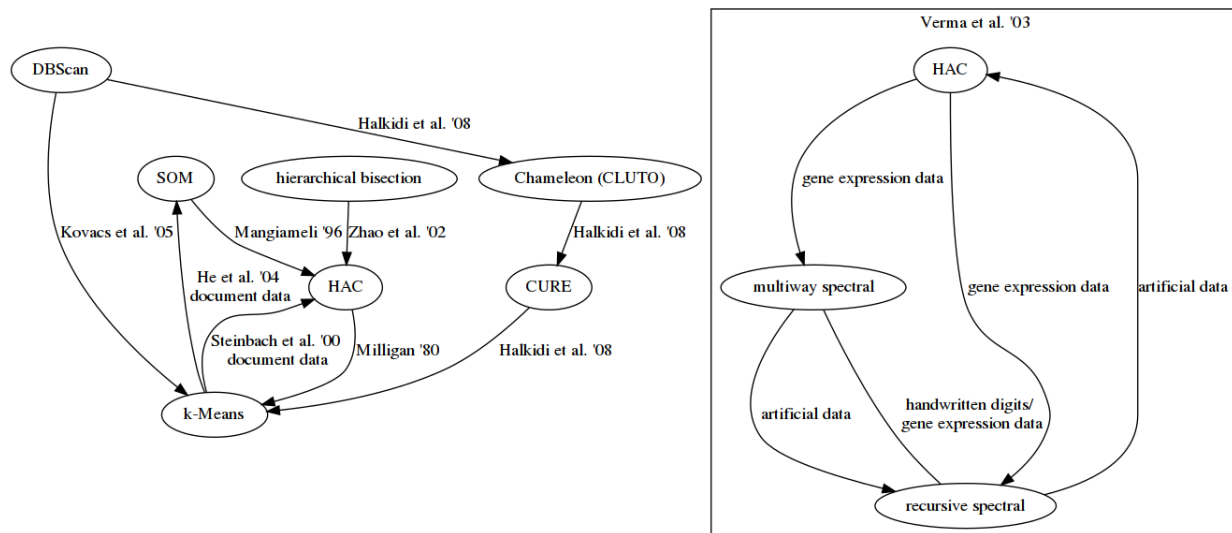 Verma et al. '03
DBScan
HAC
Halkidi et al. '08
SOM
hierarchical bisection
Chameleon (CLUTO)
gene expression data
Kovacs et al. '05
Mangiameli '96
Zhao et al. '02
Halkidi et al. '08
He et al. '04
document data
HAC
CURE
multiway spectral
gene expression data
artificial data
Steinbach et al. '00
document data
Milligan '80
Halkidi et al. '08
k-Means
artificial data
handwritten digits/
gene expression data
recursive spectral